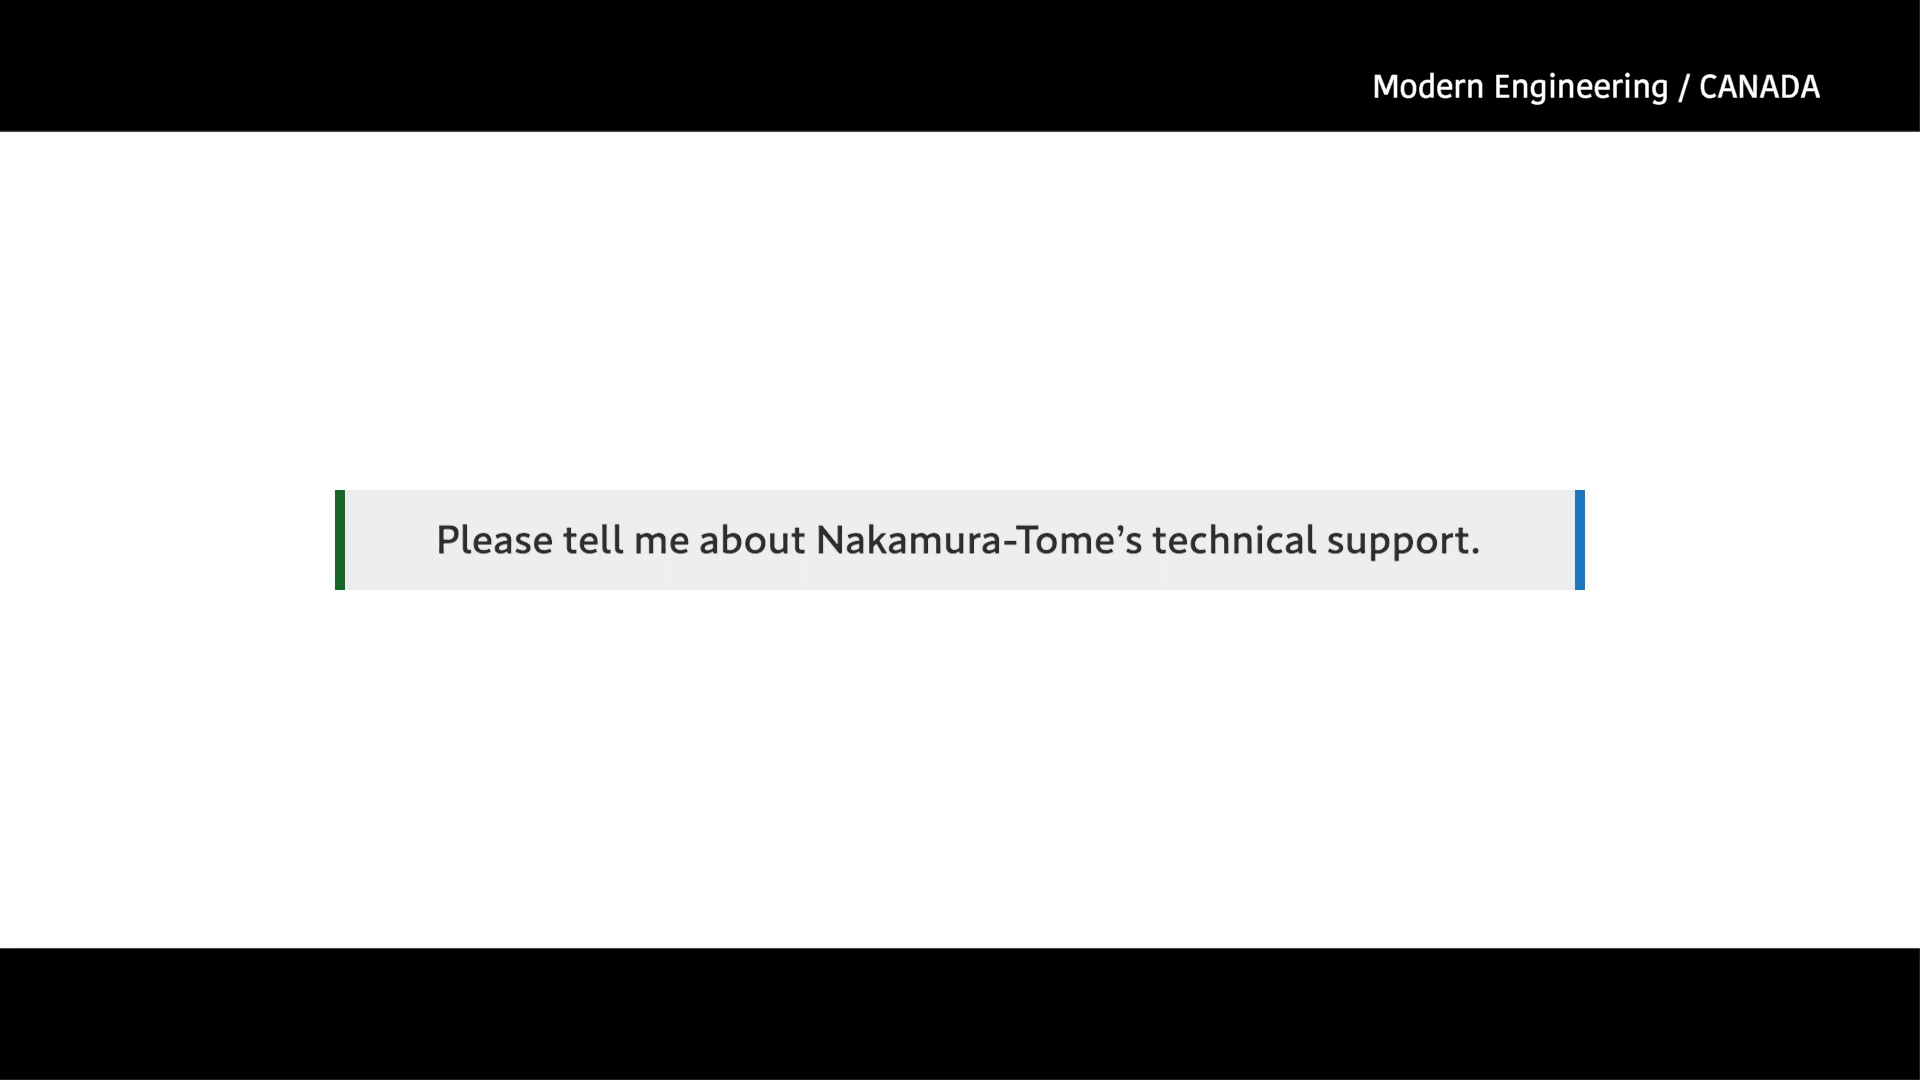 Modern Engineering / CANADA
Please tell me about Nakamura-Tome’s technical support.